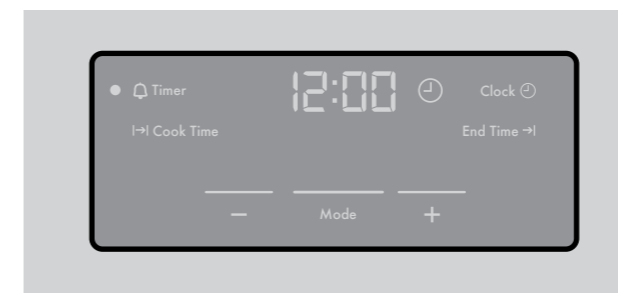 Timer 12:00 Clock
Cook Time End Time
− Mode +